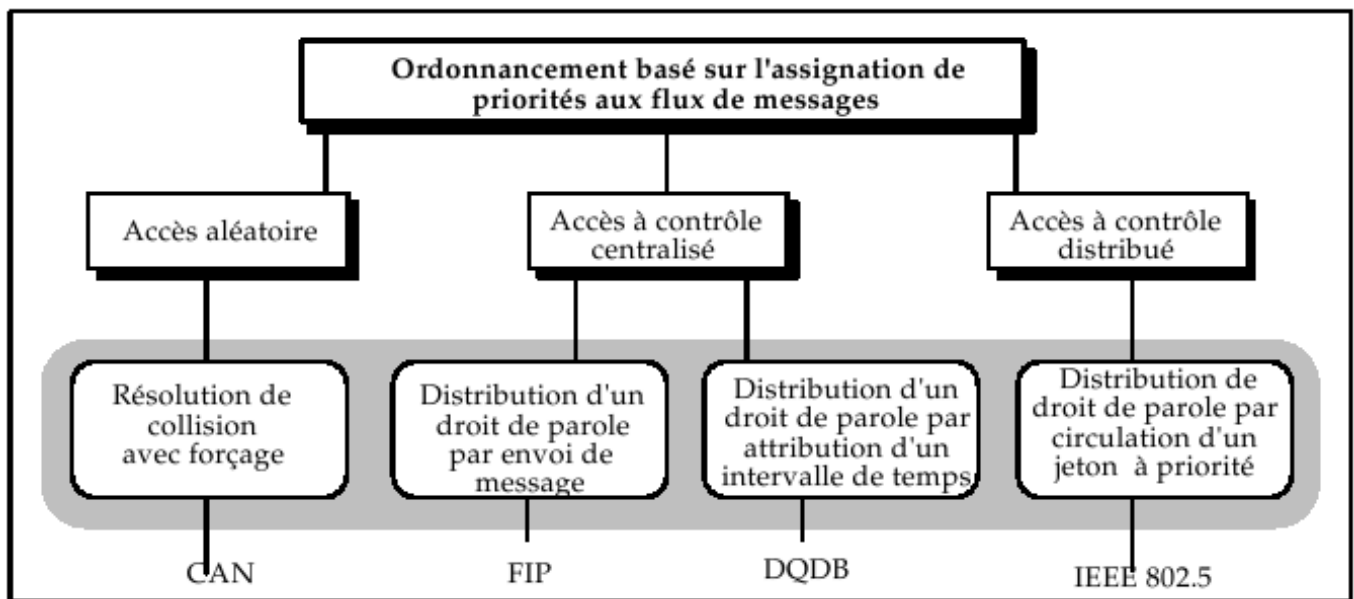 Ordonnancement basé sur l'assignation de
priorités aux flux de messages
Accès aléatoire
Accès à contrôle
centralisé
Accès à contrôle
distribué
Résolution de
collision
avec forçage
Distribution d'un
droit de parole
par envoi de
message
Distribution d'un
droit de parole par
attribution d'un
intervalle de temps
Distribution de
droit de parole par
circulation d'un
jeton à priorité
CAN
FIP
DQDB
IEEE 802.5